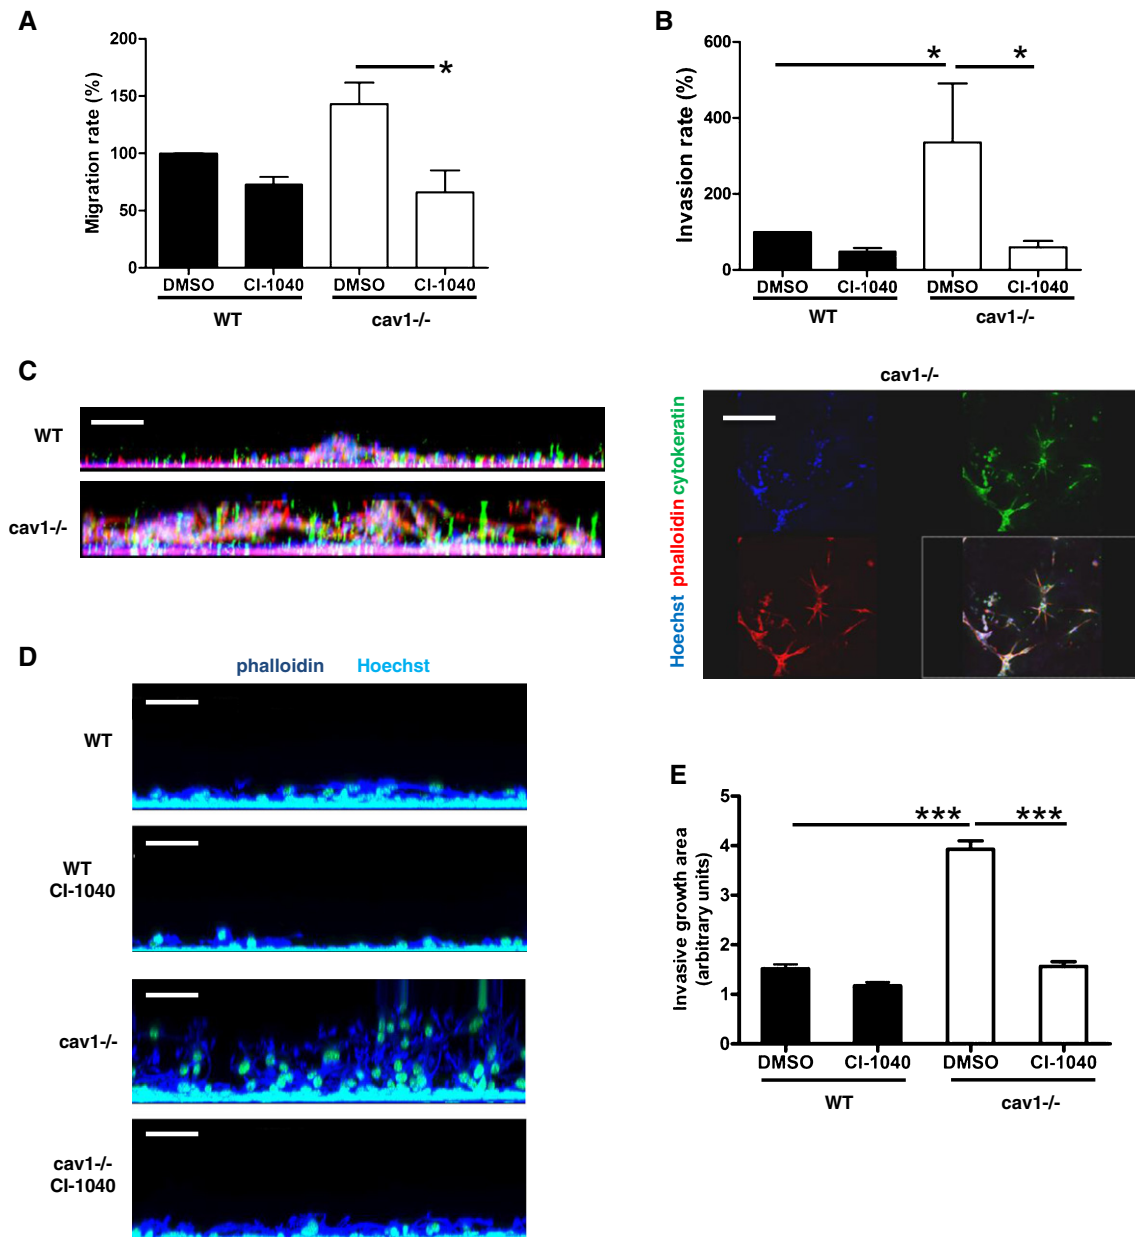 A
Migration rate (%)
200
150
100
50
0
*
DMSO CI-1040 DMSO CI-1040
WT cav1-/-
B
Invasion rate (%)
600
400
200
0
* *
DMSO CI-1040 DMSO CI-1040
WT cav1-/-
C
WT
cav1-/-
cav1-/-
Hoechst phalloidin cytokeratin
D
phalloidin Hoechst
WT
WT
CI-1040
cav1-/-
cav1-/-
CI-1040
E
Invasive growth area
(arbitrary units)
5
4
3
2
1
0
*** ***
DMSO CI-1040 DMSO CI-1040
WT cav1-/-